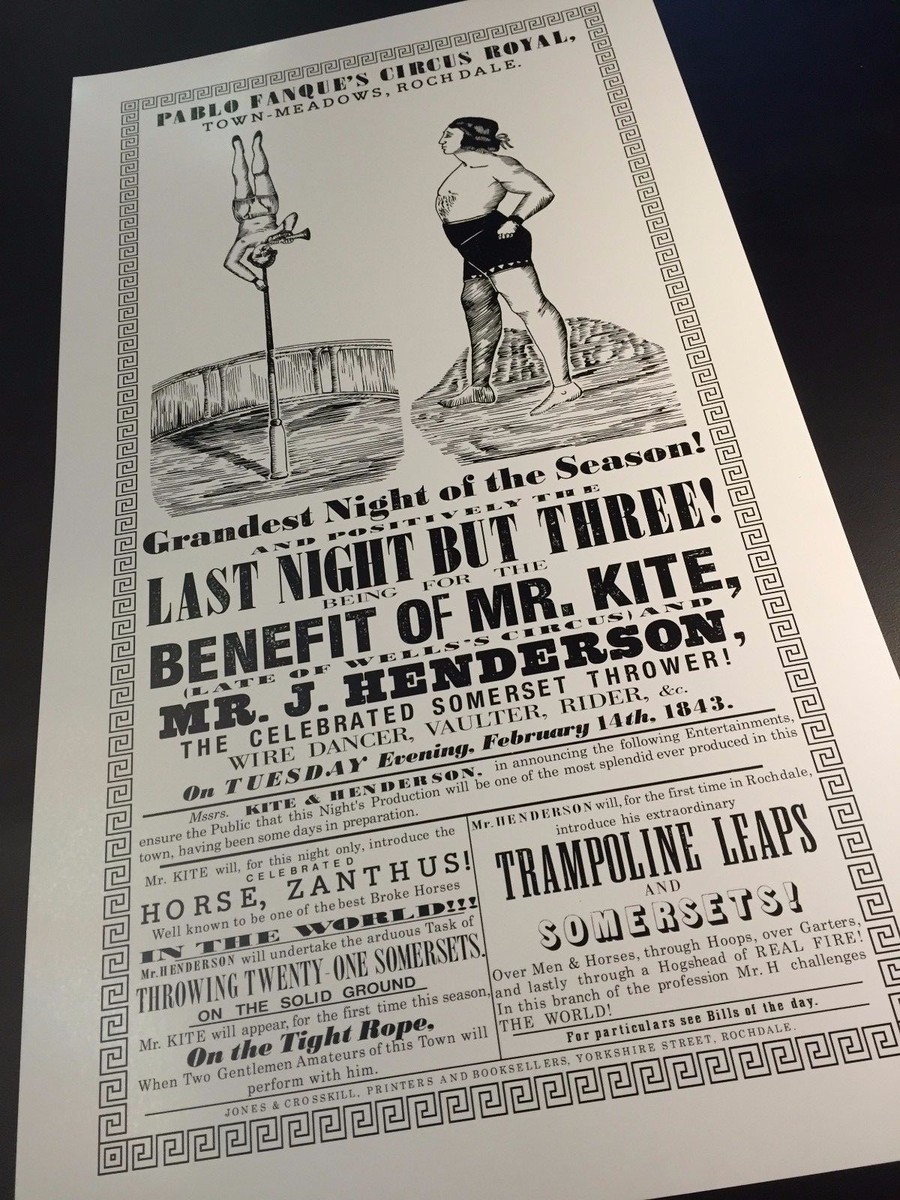 PABLO FANQUE'S CIRCUS ROYAL,
TOWN-MEADOWS, ROCHDALE.
Grandest Night of the Season!
AND POSITIVELY THE
LAST NIGHT BUT THREE!
BEING FOR THE
BENEFIT OF MR. KITE,
(LATE OF WELLS'S CIRCUS) AND
MR. J. HENDERSON,
THE CELEBRATED SOMERSET THROWER!
WIRE DANCER, VAULTER, RIDER, &c.
On TUESDAY Evening, February 14th, 1843.
Mssrs. KITE & HENDERSON, in announcing the following Entertainments,
ensure the Public that this Night's Production will be one of the most splendid ever produced in this
town, having been some days in preparation.
Mr. KITE will, for this night only, introduce the
CELEBRATED
HORSE, ZANTHUS!
Well known to be one of the best Broke Horses
IN THE WORLD!!!
Mr. HENDERSON will undertake the arduous Task of
THROWING TWENTY-ONE SOMERSETS.
ON THE SOLID GROUND
Mr. KITE will appear, for the first time this season,
On the Tight Rope,
When Two Gentlemen Amateurs of this Town will
perform with him.
Mr. HENDERSON will, for the first time in Rochdale,
introduce his extraordinary
TRAMPOLINE LEAPS
AND
SOMERSETS!
Over Men & Horses, through Hoops, over Garters,
and lastly through a Hogshead of REAL FIRE!
In this branch of the profession Mr. H challenges
THE WORLD!
For particulars see Bills of the day.
JONES & CROSSKILL, PRINTERS AND BOOKSELLERS, YORKSHIRE STREET, ROCHDALE.